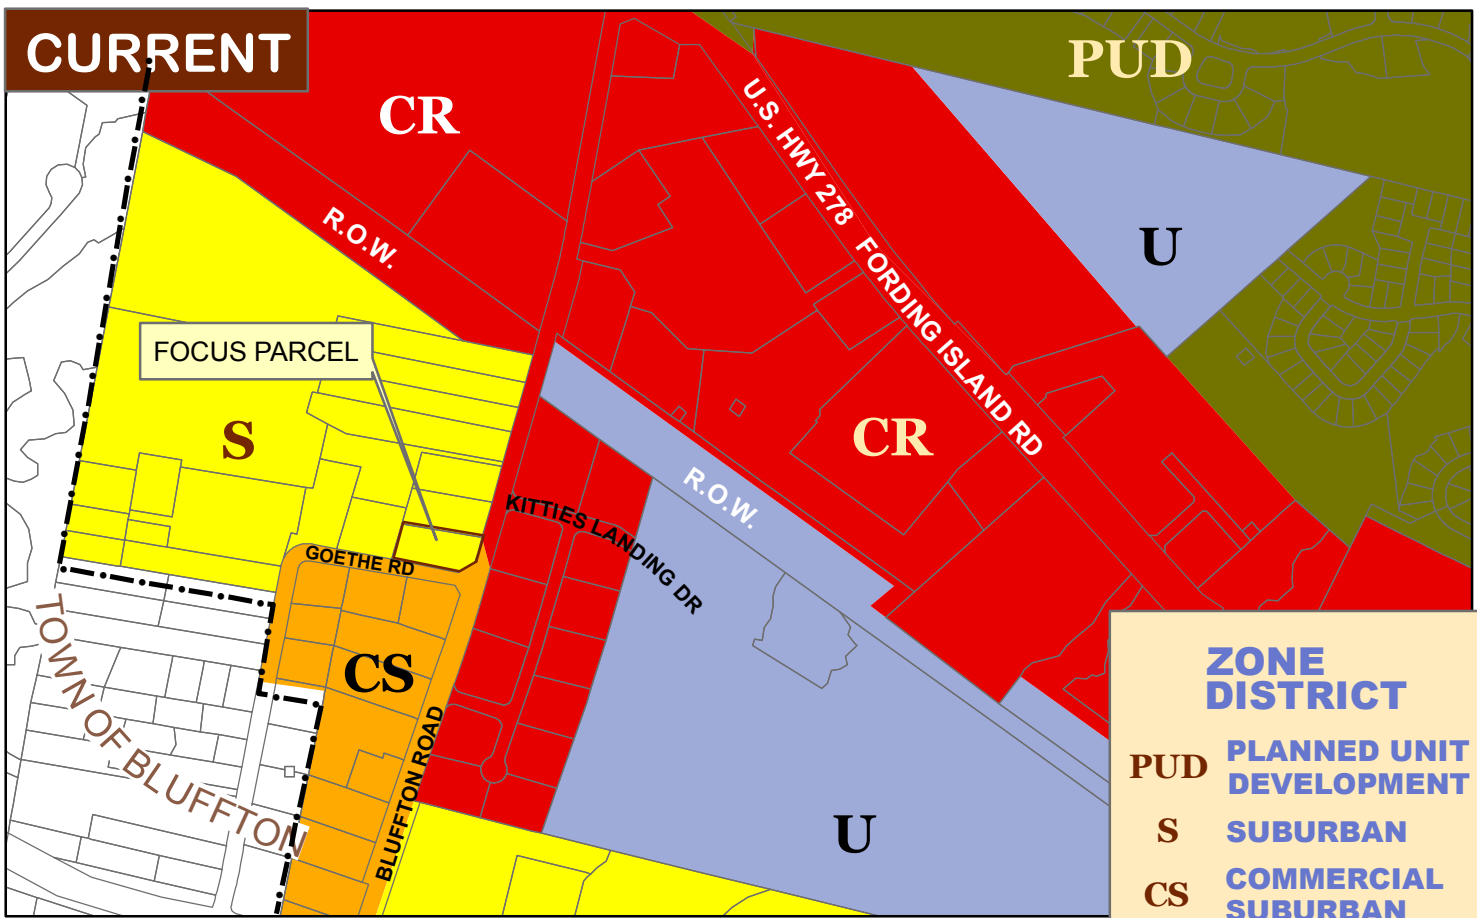 CURRENT
PUD
CR
U.S. HWY 278 FORDING ISLAND RD
R.O.W.
U
FOCUS PARCEL
S
CR
R.O.W.
KITTIES LANDING DR
GOETHE RD
TOWN OF BLUFFTON
CS
BLUFFTON ROAD
U
ZONE
DISTRICT
PUD PLANNED UNIT
DEVELOPMENT
S SUBURBAN
CS COMMERCIAL
SUBURBAN